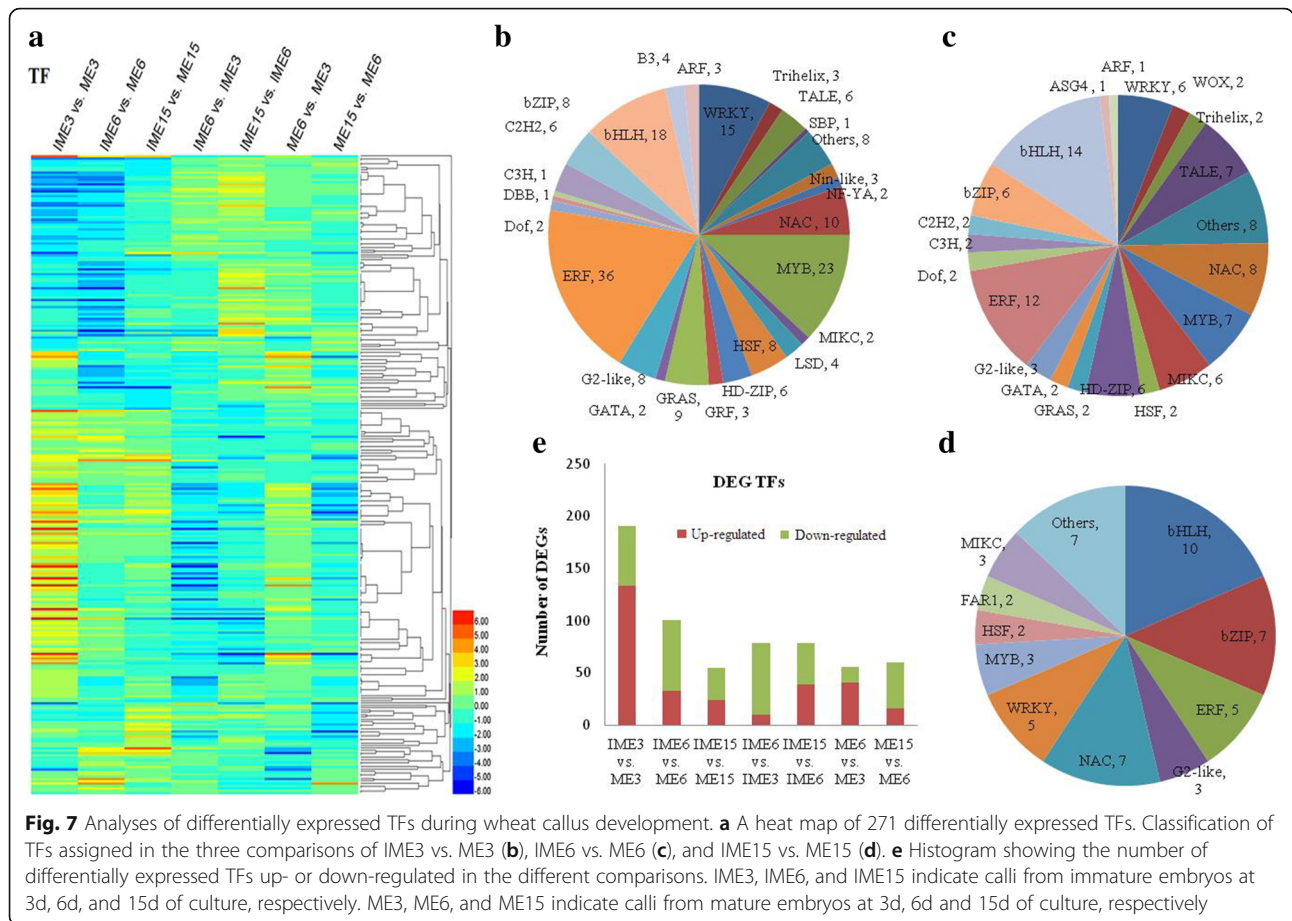 a
TF
IME3 vs. ME3
IME6 vs. ME6
IME15 vs. ME15
IME6 vs. IME3
IME15 vs. IME6
ME6 vs. ME3
ME15 vs. ME6
6.00
5.00
4.00
3.00
2.00
1.00
-0.00
-1.00
-2.00
-3.00
-4.00
-5.00
-6.00
b
B3, 4
ARF, 3
Trihelix, 3
TALE, 6
SBP, 1
Others, 8
Nin-like, 3
NF-YA, 2
NAC, 10
MYB, 23
MIKC, 2
LSD, 4
HSF, 8
HD-ZIP, 6
GRF, 3
GRAS,
9
GATA, 2
G2-like, 8
ERF, 36
Dof, 2
DBB, 1
C3H, 1
C2H2, 6
bZIP, 8
bHLH, 18
WRKY,
15
c
ARF, 1
ASG4 , 1
WRKY, 6
WOX, 2
Trihelix, 2
TALE, 7
Others, 8
NAC, 8
MYB, 7
MIKC, 6
HSF, 2
HD-ZIP, 6
GRAS, 2
GATA, 2
G2-like, 3
ERF, 12
Dof, 2
C3H, 2
C2H2, 2
bZIP, 6
bHLH, 14
e
DEG TFs
Up-regulated
Down-regulated
Number of DEGs
250
200
150
100
50
0
IME3 vs. ME3
IME6 vs. ME6
IME15 vs. ME15
IME6 vs. IME3
IME15 vs. IME6
ME6 vs. ME3
ME15 vs. ME6
d
Others,
7
bHLH,
10
bZIP, 7
ERF, 5
G2-like,
3
NAC, 7
WRKY,
5
MYB, 3
HSF, 2
FAR1, 2
MIKC,
3
Fig. 7 Analyses of differentially expressed TFs during wheat callus development. a A heat map of 271 differentially expressed TFs. Classification of
TFs assigned in the three comparisons of IME3 vs. ME3 (b), IME6 vs. ME6 (c), and IME15 vs. ME15 (d). e Histogram showing the number of
differentially expressed TFs up- or down-regulated in the different comparisons. IME3, IME6, and IME15 indicate calli from immature embryos at
3d, 6d, and 15d of culture, respectively. ME3, ME6, and ME15 indicate calli from mature embryos at 3d, 6d and 15d of culture, respectively